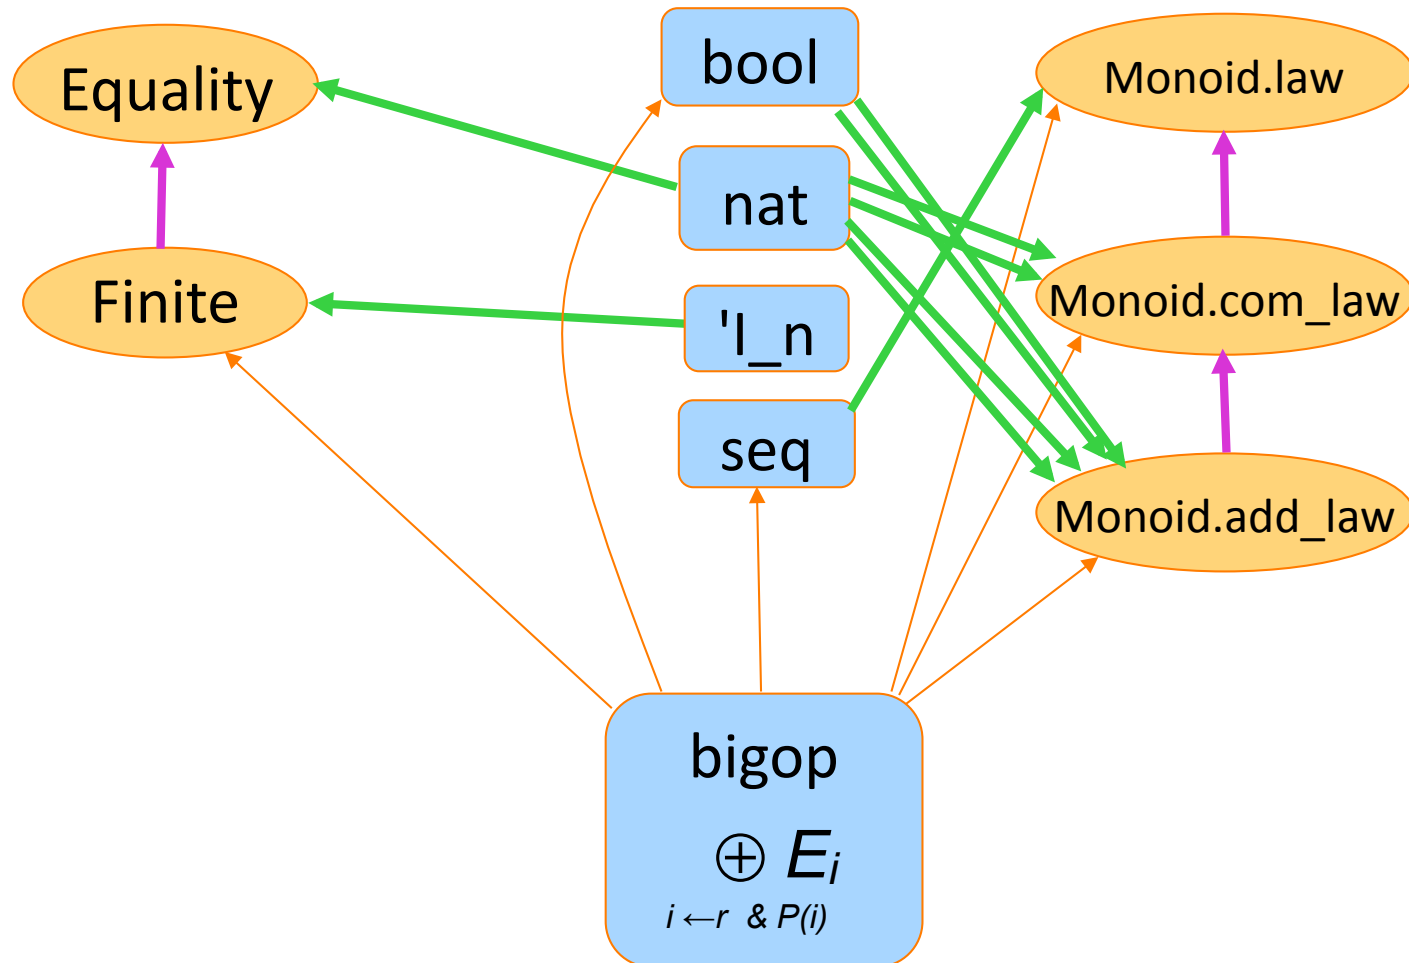 Equality
Finite
bool
nat
'I_n
seq
Monoid.law
Monoid.com_law
Monoid.add_law
bigop
⊕ Ei
i ←r & P(i)